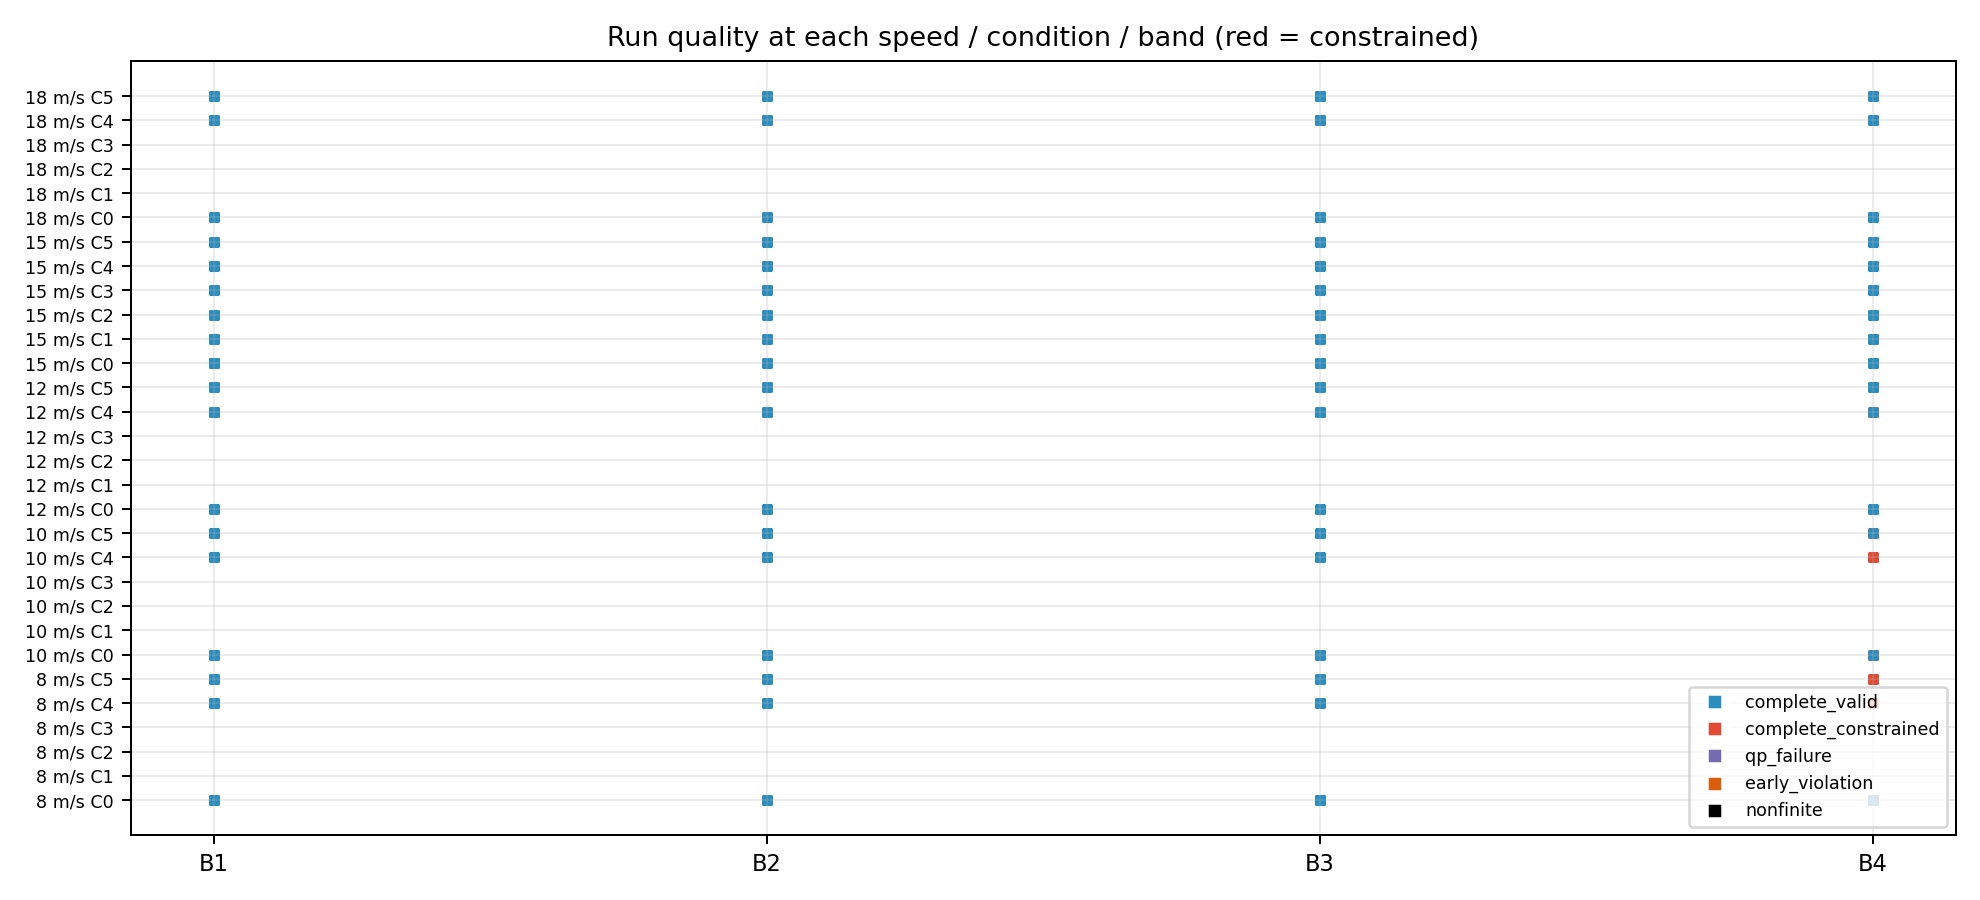 Run quality at each speed / condition / band (red = constrained)
18 m/s C5
18 m/s C4
18 m/s C3
18 m/s C2
18 m/s C1
18 m/s C0
15 m/s C5
15 m/s C4
15 m/s C3
15 m/s C2
15 m/s C1
15 m/s C0
12 m/s C5
12 m/s C4
12 m/s C3
12 m/s C2
12 m/s C1
12 m/s C0
10 m/s C5
10 m/s C4
10 m/s C3
10 m/s C2
10 m/s C1
10 m/s C0
8 m/s C5
8 m/s C4
8 m/s C3
8 m/s C2
8 m/s C1
8 m/s C0
complete_valid
complete_constrained
qp_failure
early_violation
nonfinite
B1 B2 B3 B4